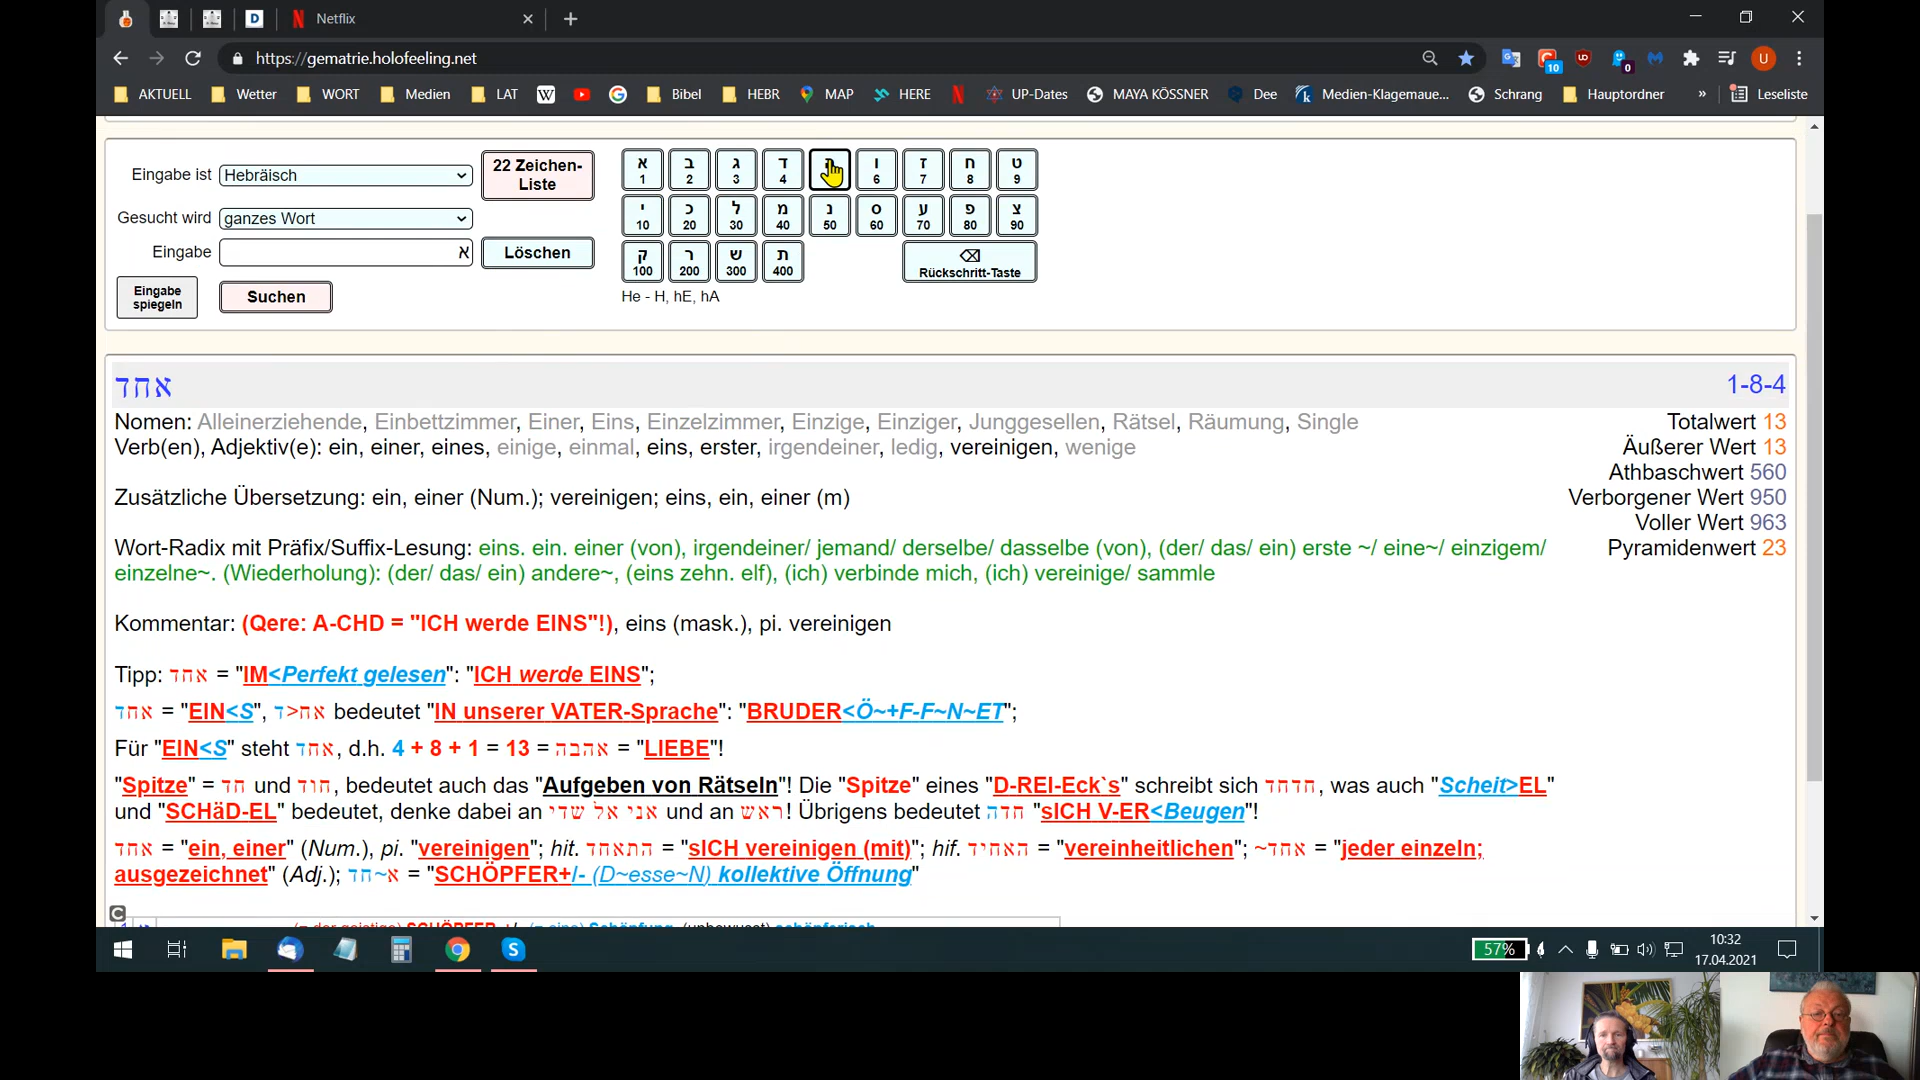 Netflix
https://gematrie.holofeeling.net
10
0
U
AKTUELL Wetter WORT Medien LAT W Bibel HEBR MAP HERE UP-Dates MAYA KÖSSNER Dee Medien-Klagemaue... Schrang Hauptordner » Leseliste
Eingabe ist Hebräisch
22 Zeichen-Liste
Gesucht wird ganzes Wort
Eingabe א
Löschen
Eingabe spiegeln
Suchen
א ב ג ד ו ז ח ט
1 2 3 4 6 7 8 9
י כ ל מ נ ס ע פ צ
10 20 30 40 50 60 70 80 90
ק ר ש ת
100 200 300 400
Rückschritt-Taste
He - H, hE, hA
אחד 1-8-4
Nomen: Alleinerziehende, Einbettzimmer, Einer, Eins, Einzelzimmer, Einzige, Einziger, Junggesellen, Rätsel, Räumung, Single
Verb(en), Adjektiv(e): ein, einer, eines, einige, einmal, eins, erster, irgendeiner, ledig, vereinigen, wenige
Totalwert 13
Äußerer Wert 13
Athbaschwert 560
Verborgener Wert 950
Voller Wert 963
Pyramidenwert 23
Zusätzliche Übersetzung: ein, einer (Num.); vereinigen; eins, ein, einer (m)
Wort-Radix mit Präfix/Suffix-Lesung: eins. ein. einer (von), irgendeiner/ jemand/ derselbe/ dasselbe (von), (der/ das/ ein) erste ~/ eine~/ einzigem/
einzelne~. (Wiederholung): (der/ das/ ein) andere~, (eins zehn. elf), (ich) verbinde mich, (ich) vereinige/ sammle
Kommentar: (Qere: A-CHD = "ICH werde EINS"!), eins (mask.), pi. vereinigen
Tipp: אחד = "IM<Perfekt gelesen": "ICH werde EINS";
אחד = "EIN<S", אח>ד bedeutet "IN unserer VATER-Sprache": "BRUDER<Ö~+F-F~N~ET";
Für "EIN<S" steht אחד, d.h. 4 + 8 + 1 = 13 = אהבה = "LIEBE"!
"Spitze" = חד und חוד, bedeutet auch das "Aufgeben von Rätseln"! Die "Spitze" eines "D-REI-Eck`s" schreibt sich חדחד, was auch "Scheit>EL"
und "SCHäD-EL" bedeutet, denke dabei an אני אל שדי und an ראש! Übrigens bedeutet חדה "sICH V-ER<Beugen"!
אחד = "ein, einer" (Num.), pi. "vereinigen"; hit. התאחד = "sICH vereinigen (mit)"; hif. האחיד = "vereinheitlichen"; ~אחד = "jeder einzeln;
ausgezeichnet" (Adj.); א~חד = "SCHÖPFER+/- (D~esse~N) kollektive Öffnung"
57%
10:32
17.04.2021